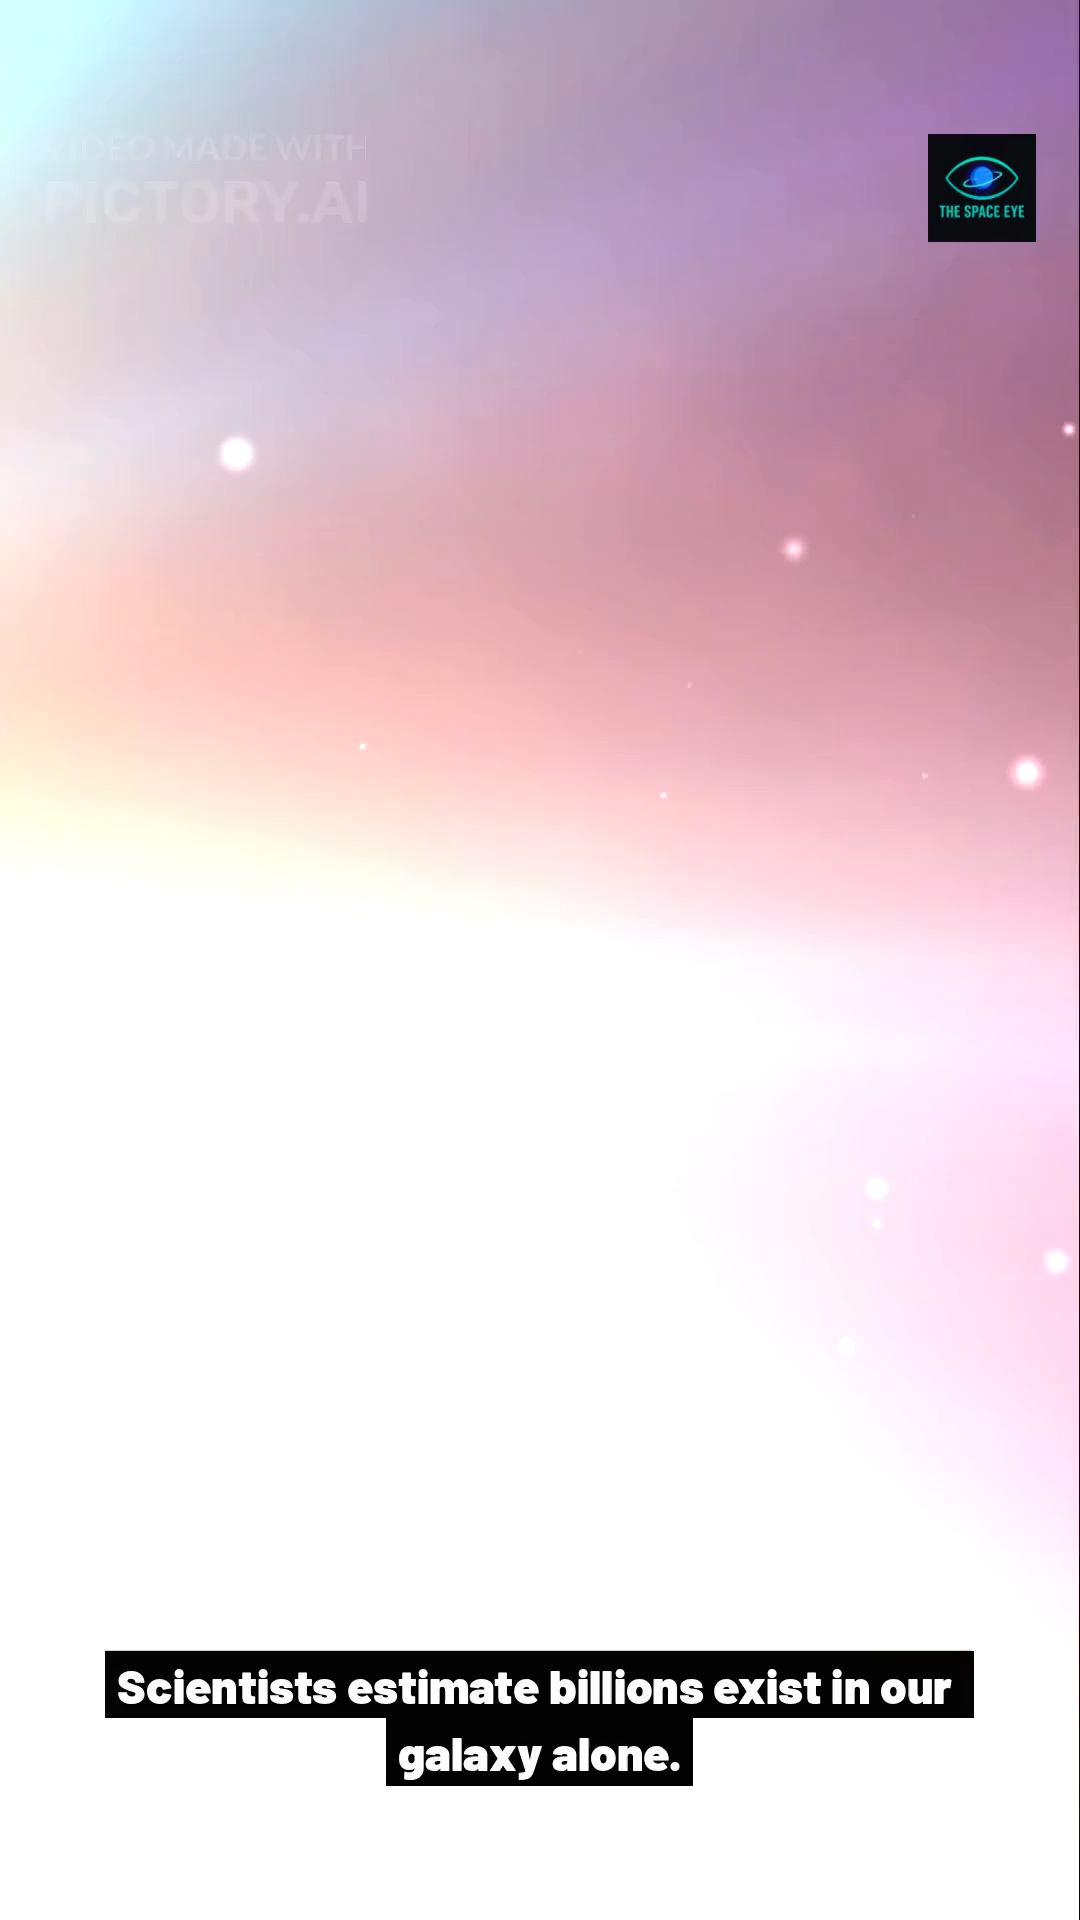 VIDEO MADE WITH
PICTORY.AI
THE SPACE EYE
Scientists estimate billions exist in our
galaxy alone.